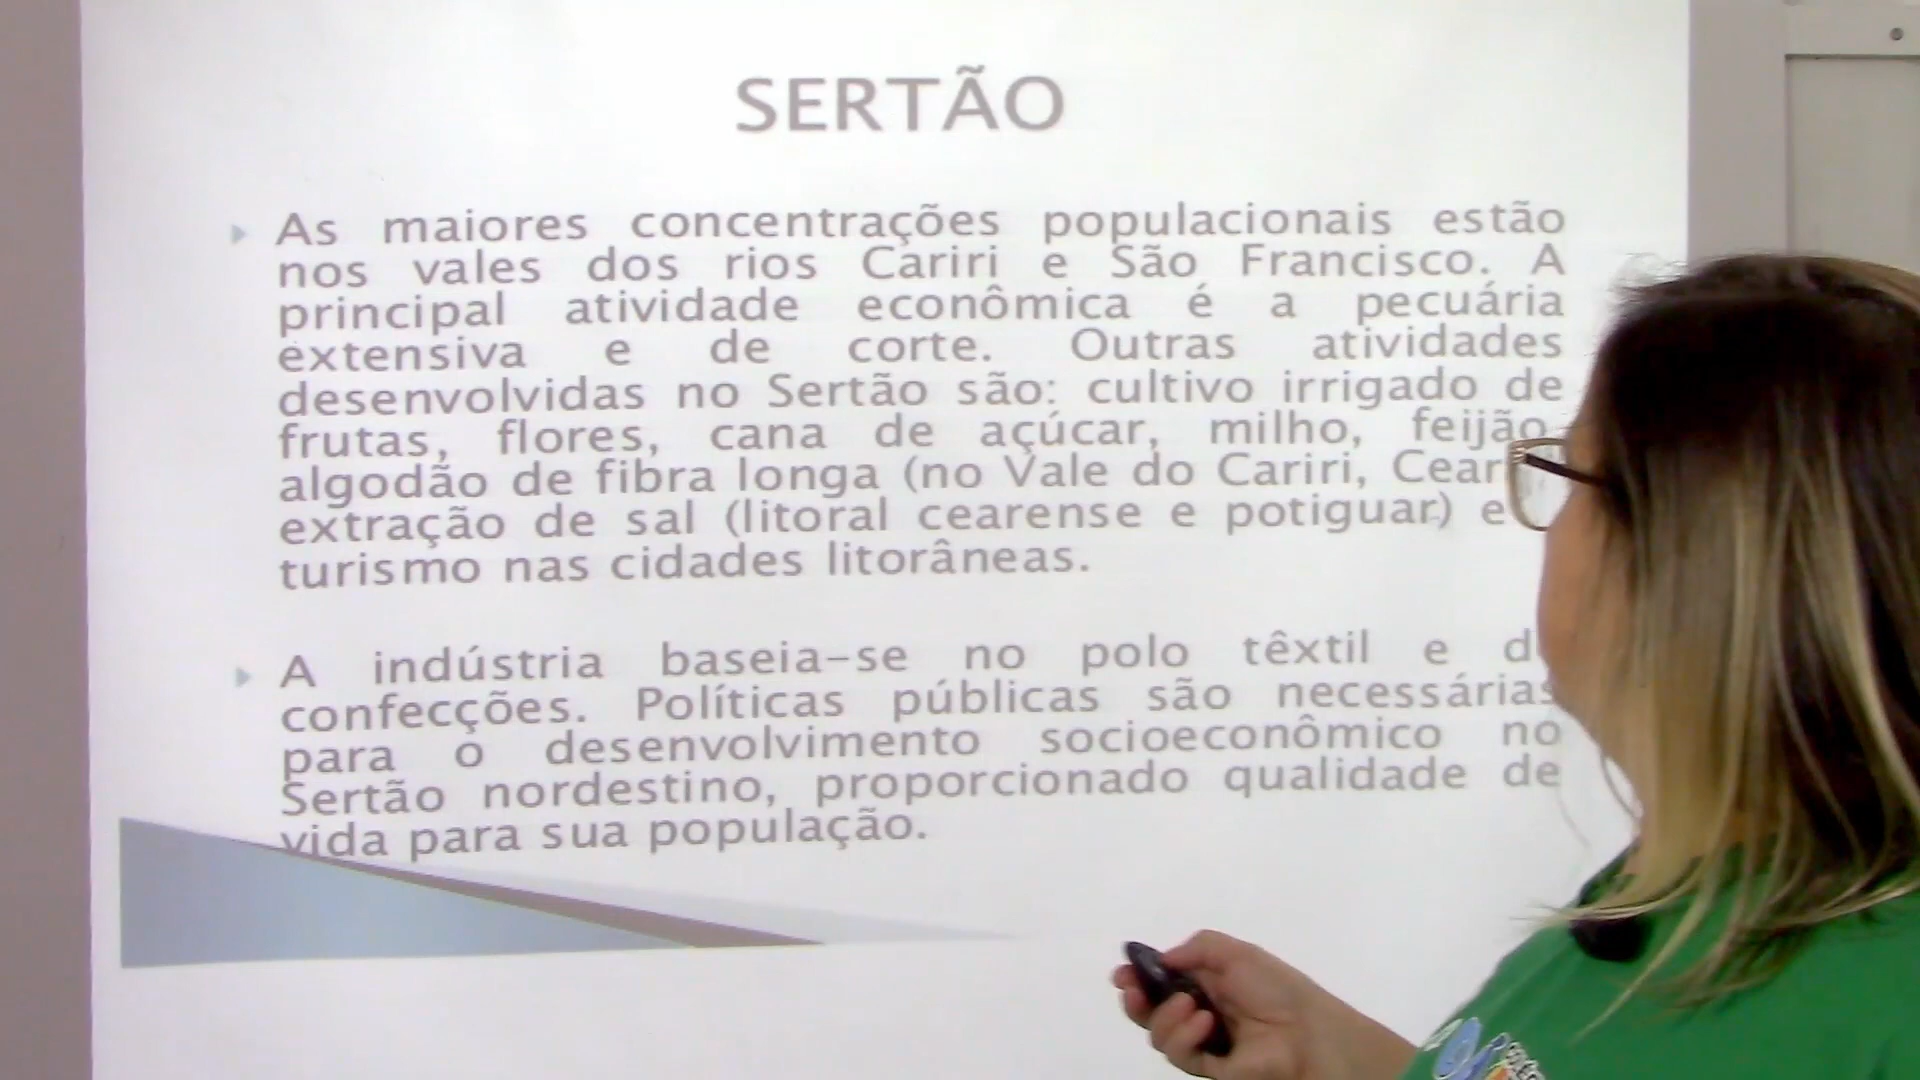 SERTÃO
As maiores concentrações populacionais estão
nos vales dos rios Cariri e São Francisco. A
principal atividade econômica é a pecuária
extensiva e de corte. Outras atividades
desenvolvidas no Sertão são: cultivo irrigado de
frutas, flores, cana de açúcar, milho, feijão,
algodão de fibra longa (no Vale do Cariri,
extração de sal (litoral cearense e potiguar) e
turismo nas cidades litorâneas.
A indústria baseia-se no polo têxtil e
confecções. Políticas públicas são necessárias
para o desenvolvimento socioeconômico no
Sertão nordestino, proporcionado qualidade de
vida para sua população.